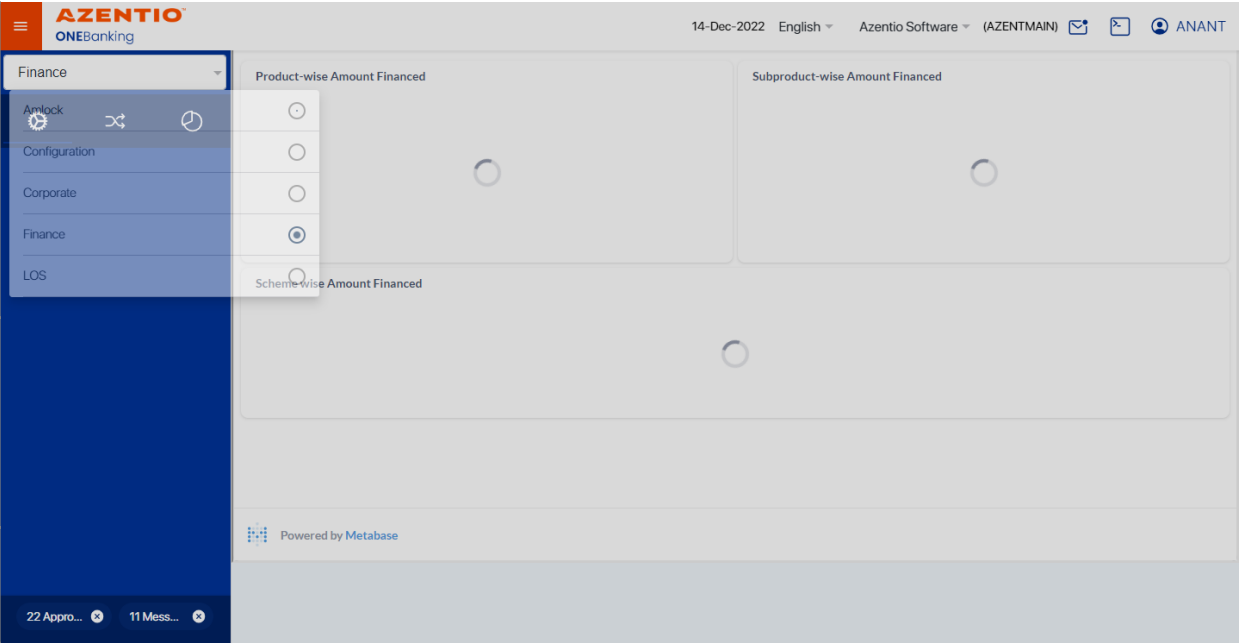 AZENTIO
ONEBanking
14-Dec-2022 English Azentio Software (AZENTMAIN) ANANT
Finance
Amlock
Configuration
Corporate
Finance
LOS
Product-wise Amount Financed
Subproduct-wise Amount Financed
Scheme-wise Amount Financed
Powered by Metabase
22 Appro...
11 Mess...